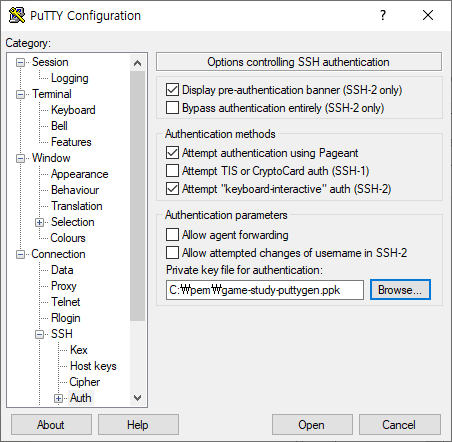 PuTTY Configuration
?
Category:
Session
Logging
Terminal
Keyboard
Bell
Features
Window
Appearance
Behaviour
Translation
Selection
Colours
Connection
Data
Proxy
Telnet
Rlogin
SSH
Kex
Host keys
Cipher
Auth
Options controlling SSH authentication
Display pre-authentication banner (SSH-2 only)
Bypass authentication entirely (SSH-2 only)
Authentication methods
Attempt authentication using Pageant
Attempt TIS or CryptoCard auth (SSH-1)
Attempt "keyboard-interactive" auth (SSH-2)
Authentication parameters
Allow agent forwarding
Allow attempted changes of username in SSH-2
Private key file for authentication:
C:₩pem₩game-study-puttygen.ppk
Browse...
About
Help
Open
Cancel